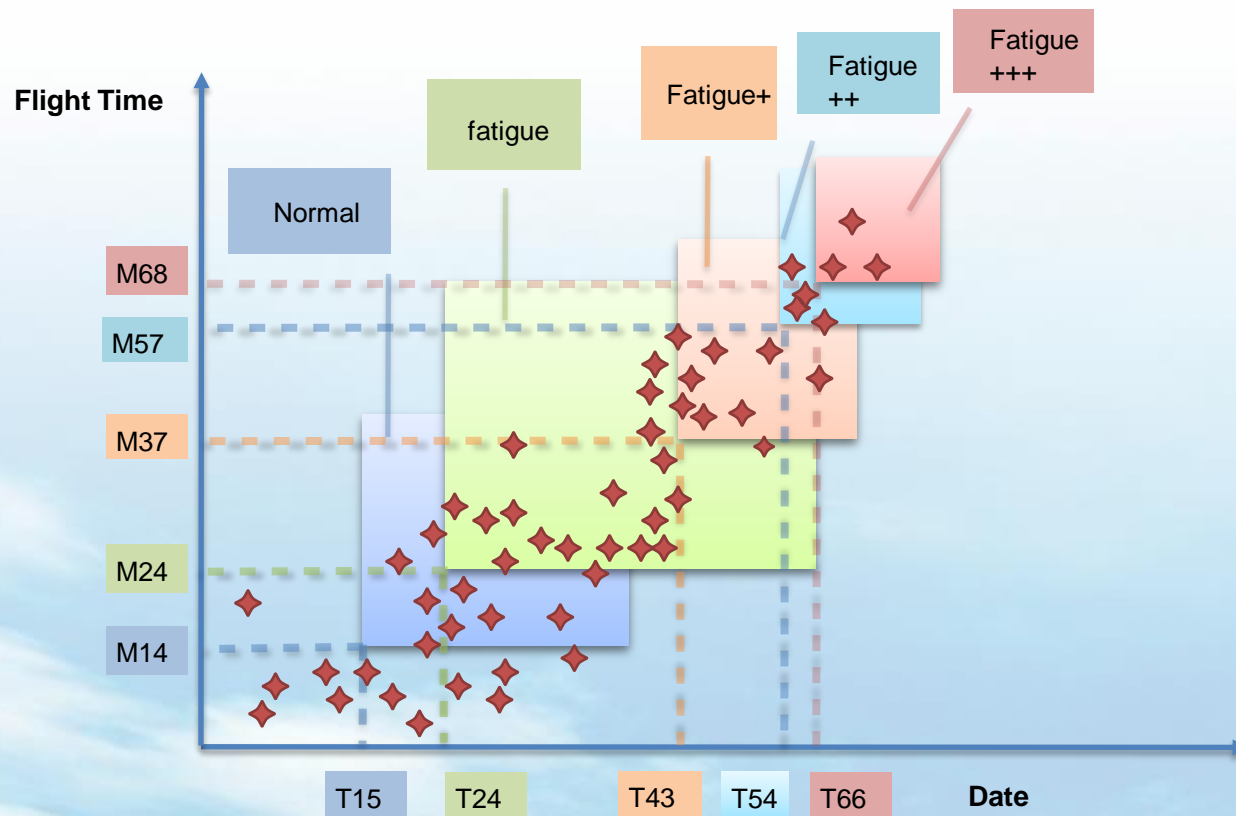 Fatigue
+++
Fatigue
++
Fatigue+
Flight Time
fatigue
Normal
M68
M57
M37
M24
M14
T15
T24
T43
T54
T66
Date